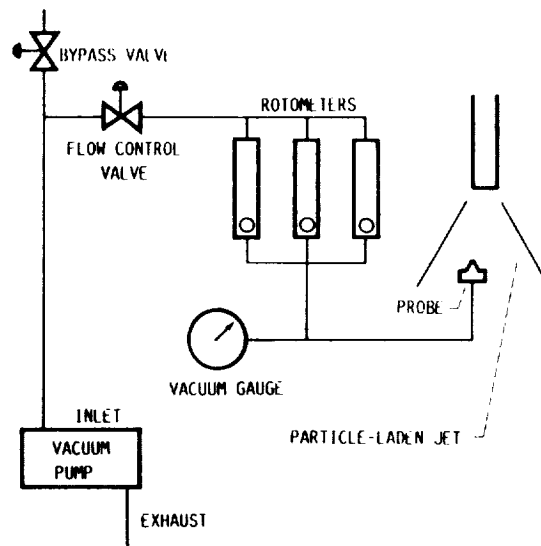 BYPASS VALVE
ROTOMETERS
FLOW CONTROL
VALVE
PROBE
VACUUM GAUGE
INLET
VACUUM
PUMP
PARTICLE-LADEN JET
EXHAUST